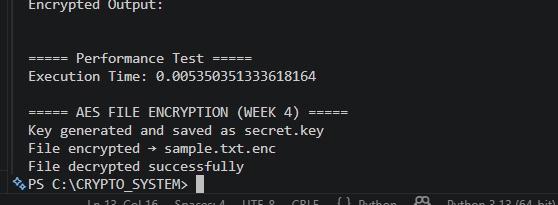 Encrypted Output:
===== Performance Test =====
Execution Time: 0.005350351333618164
===== AES FILE ENCRYPTION (WEEK 4) =====
Key generated and saved as secret.key
File encrypted → sample.txt.enc
File decrypted successfully
PS C:\CRYPTO_SYSTEM>
Ln 13, Col 16 Spaces: 4 UTF-8 CRLF {} Python Python 3.13 (64-bit)